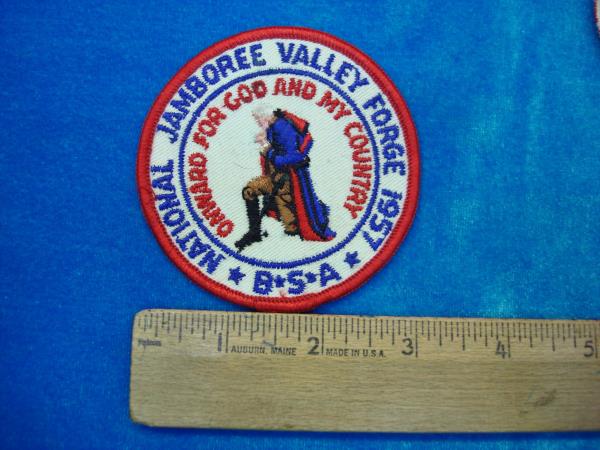 NATIONAL JAMBOREE VALLEY FORGE 1957
ONWARD FOR GOD AND MY COUNTRY
★ B★S★A ★
1 AUBURN, MAINE 2 MADE IN U.S.A. 3 4 5